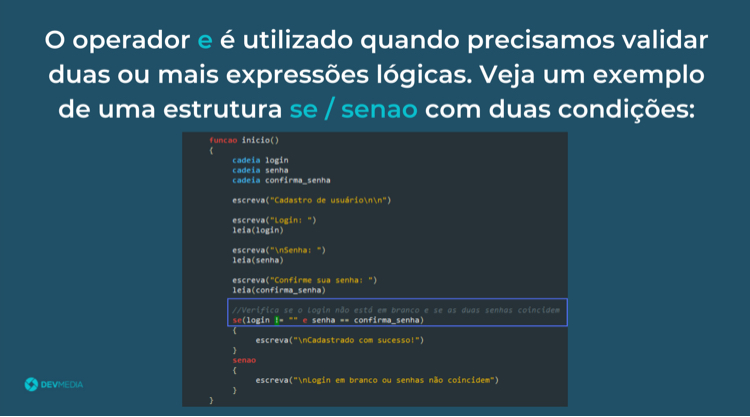 O operador e é utilizado quando precisamos validar
duas ou mais expressões lógicas. Veja um exemplo
de uma estrutura se / senao com duas condições:
funcao inicio()
{
cadeia login
cadeia senha
cadeia confirma_senha
escreva("Cadastro de usuário\n\n")
escreva("Login: ")
leia(login)
escreva("\nSenha: ")
leia(senha)
escreva("Confirme sua senha: ")
leia(confirma_senha)
//Verifica se o login não está em branco e se as duas senhas coincidem
se(login != "" e senha == confirma_senha)
{
escreva("\nCadastrado com sucesso!")
}
senao
{
escreva("\nLogin em branco ou senhas não coincidem")
}
}
DEVMEDIA